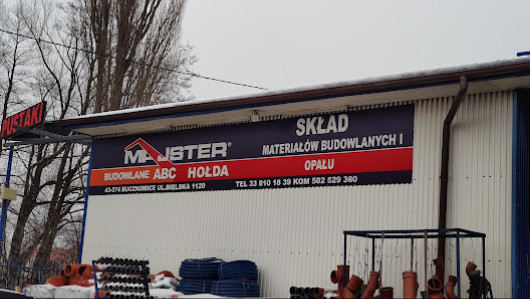 PUSTAKI
MAJSTER®
BUDOWLANE ABC HOŁDA
43-374 BUCZKOWICE UL.BIELSKA 1120
SKŁAD
MATERIAŁÓW BUDOWLANYCH I
OPAŁU
TEL 33 810 18 39 KOM 502 529 360